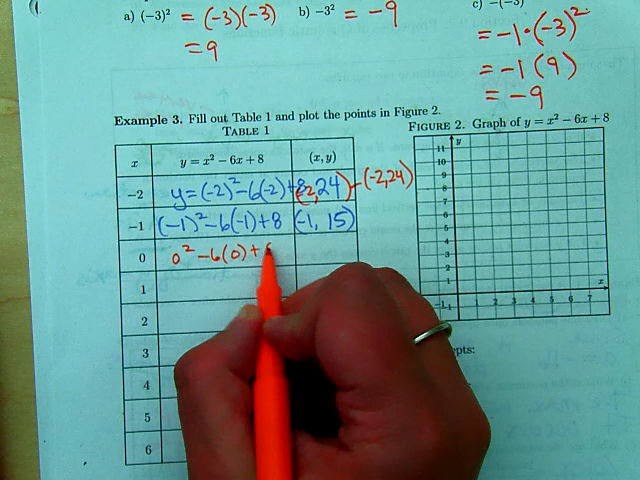 a) (−3)² = (−3)(−3) b) −3² = −9
= 9
= −1·(−3)²
= −1(9)
= −9
Example 3. Fill out Table 1 and plot the points in Figure 2.
TABLE 1
x y = x² − 6x + 8 (x, y)
−2 y=(−2)²−6(−2)+8 (−2,24) −(−2,24)
−1 (−1)²−6(−1)+8 (−1, 15)
0 0²−6(0)+
1
2
3
4
5
6
FIGURE 2. Graph of y = x² − 6x + 8
y
11
10
9
8
7
6
5
4
3
2
1
x
−1 1 2 3 4 5 6 7
−1